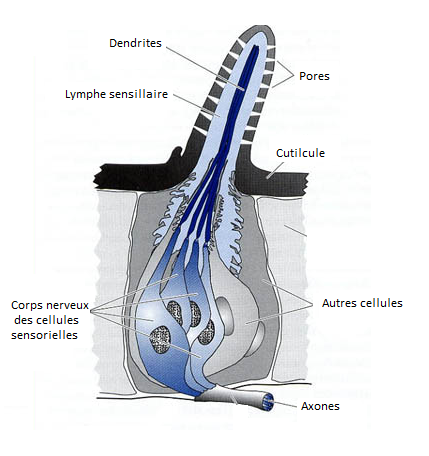 Dendrites
Pores
Lymphe sensillaire
Cutilcule
Corps nerveux
des cellules
sensorielles
Autres cellules
Axones